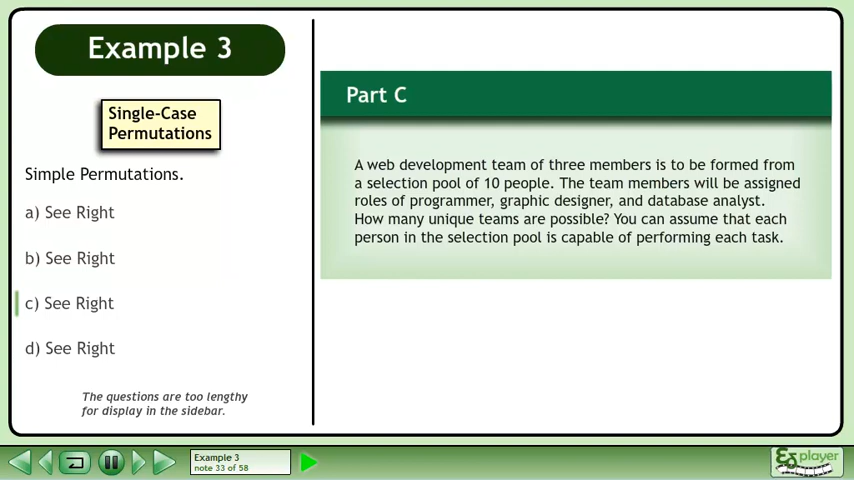 Example 3
Single-Case
Permutations
Simple Permutations.
a) See Right
b) See Right
c) See Right
d) See Right
The questions are too lengthy
for display in the sidebar.
Part C
A web development team of three members is to be formed from
a selection pool of 10 people. The team members will be assigned
roles of programmer, graphic designer, and database analyst.
How many unique teams are possible? You can assume that each
person in the selection pool is capable of performing each task.
Example 3
note 33 of 58
player